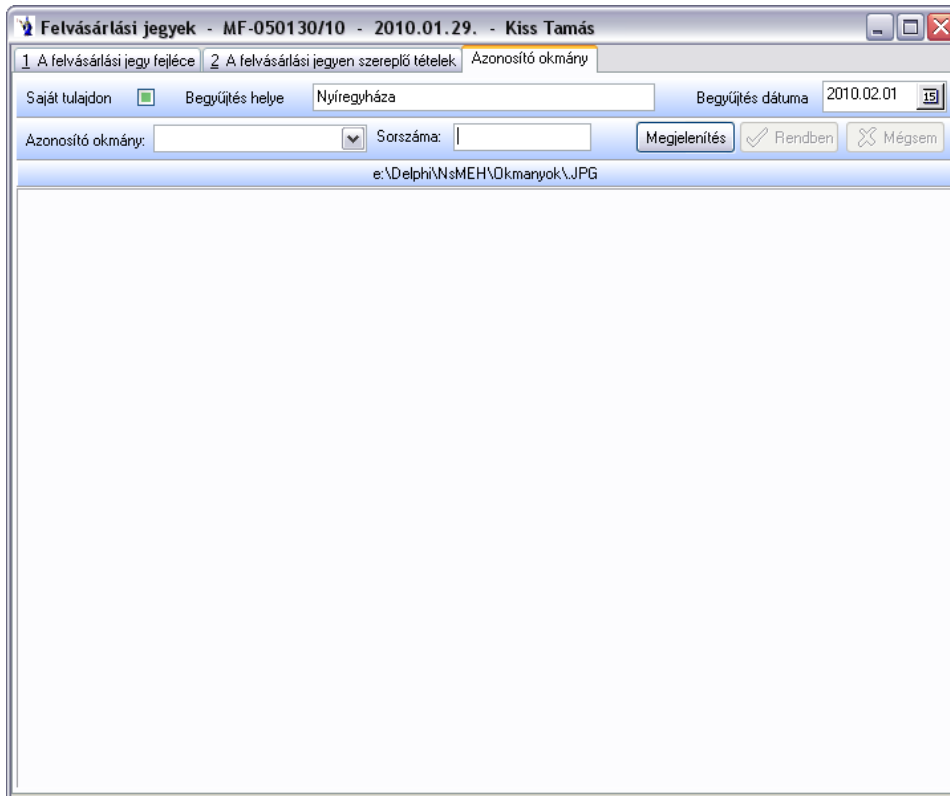 Felvásárlási jegyek - MF-050130/10 - 2010.01.29. - Kiss Tamás
1 A felvásárlási jegy fejléce 2 A felvásárlási jegyen szereplő tételek Azonosító okmány
Saját tulajdon Begyűjtés helye Nyíregyháza Begyűjtés dátuma 2010.02.01 15
Azonosító okmány: Sorszáma: Megjelenítés Rendben Mégsem
e:\Delphi\NsMEH\Okmanyok\.JPG